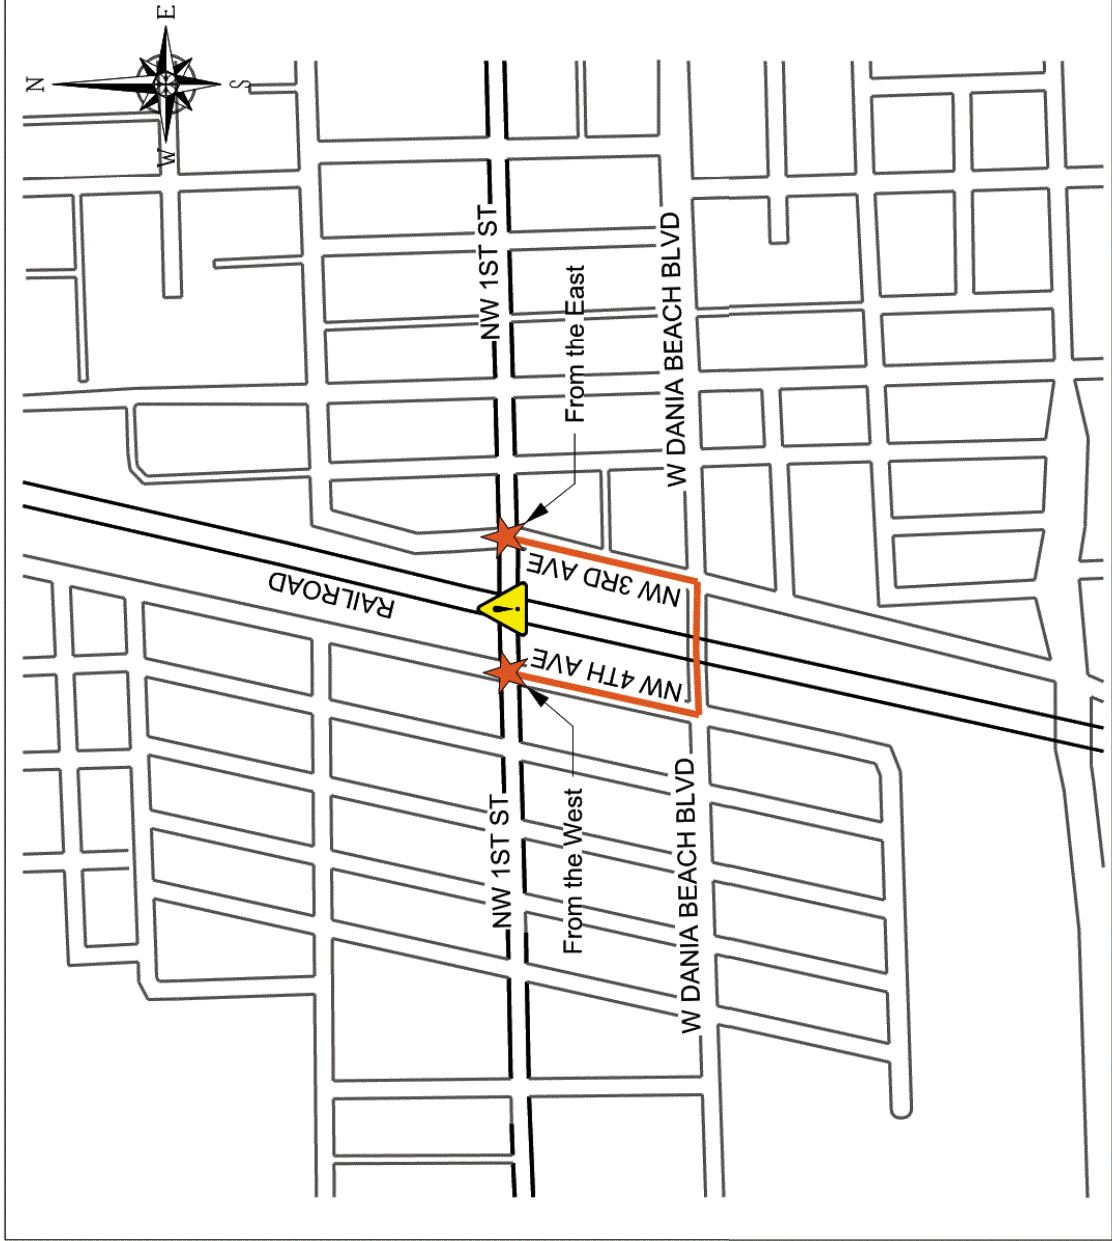 N
E
S
W
NW 1ST ST
W DANIA BEACH BLVD
From the East
RAILROAD
NW 3RD AVE
NW 4TH AVE
!
NW 1ST ST
From the West
W DANIA BEACH BLVD